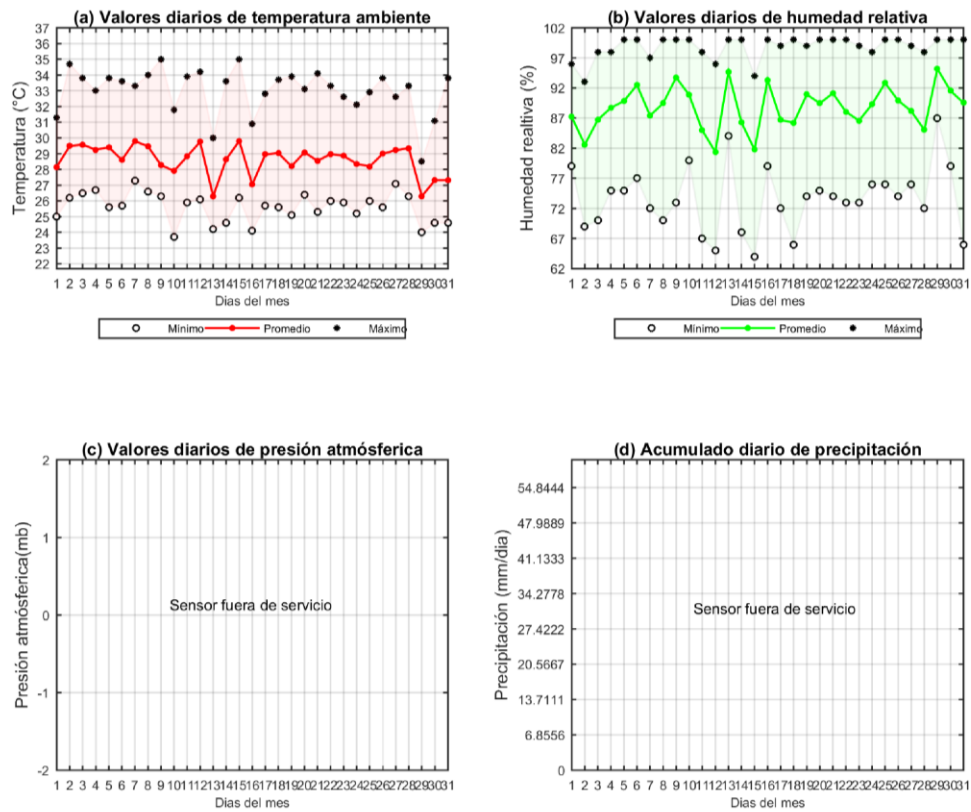 (a) Valores diarios de temperatura ambiente
37
36
35
34
33
32
31
30
29
28
27
26
25
24
23
22
Temperatura (°C)
1 2 3 4 5 6 7 8 9 10 11 12 13 14 15 16 17 18 19 20 21 22 23 24 25 26 27 28 29 30 31
Dias del mes
Mínimo Promedio Máximo
(b) Valores diarios de humedad relativa
102
97
92
87
82
77
72
67
62
Humedad realtiva (%)
1 2 3 4 5 6 7 8 9 10 11 12 13 14 15 16 17 18 19 20 21 22 23 24 25 26 27 28 29 30 31
Dias del mes
Mínimo Promedio Máximo
(c) Valores diarios de presión atmósferica
2
1
0
-1
-2
Presión atmósferica(mb)
Sensor fuera de servicio
1 2 3 4 5 6 7 8 9 10 11 12 13 14 15 16 17 18 19 20 21 22 23 24 25 26 27 28 29 30 31
Dias del mes
(d) Acumulado diario de precipitación
54.8444
47.9889
41.1333
34.2778
27.4222
20.5667
13.7111
6.8556
Precipitación (mm/dia)
Sensor fuera de servicio
1 2 3 4 5 6 7 8 9 10 11 12 13 14 15 16 17 18 19 20 21 22 23 24 25 26 27 28 29 30 31
Dias del mes